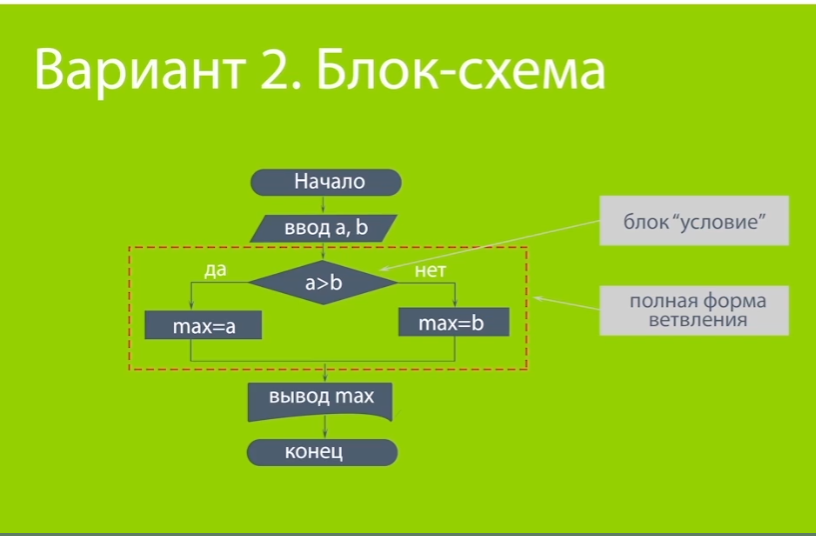 Вариант 2. Блок-схема
Начало
ввод a, b
блок “условие”
да
нет
a>b
полная форма
ветвления
max=a
max=b
вывод max
конец